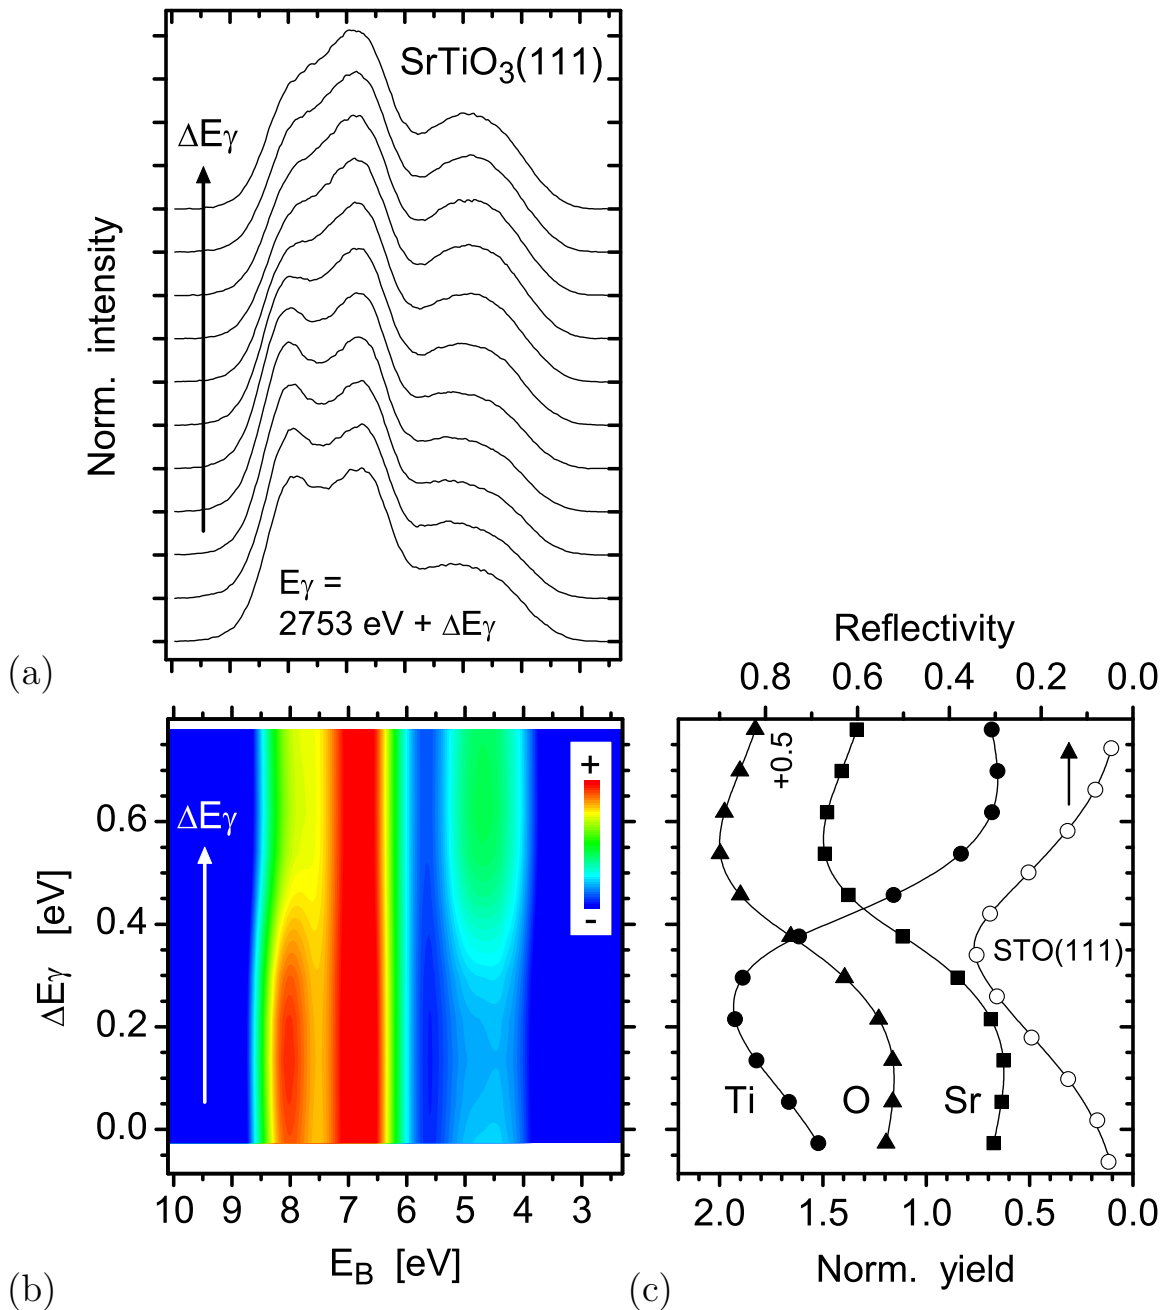 SrTiO₃(111)
ΔEγ
Norm. intensity
Eγ =
2753 eV + ΔEγ
(a)
Reflectivity
0.8 0.6 0.4 0.2 0.0
+
-
ΔEγ
ΔEγ [eV]
0.6
0.4
0.2
0.0
10 9 8 7 6 5 4 3
E_B [eV]
(b)
+0.5
STO(111)
Ti O Sr
2.0 1.5 1.0 0.5 0.0
Norm. yield
(c)